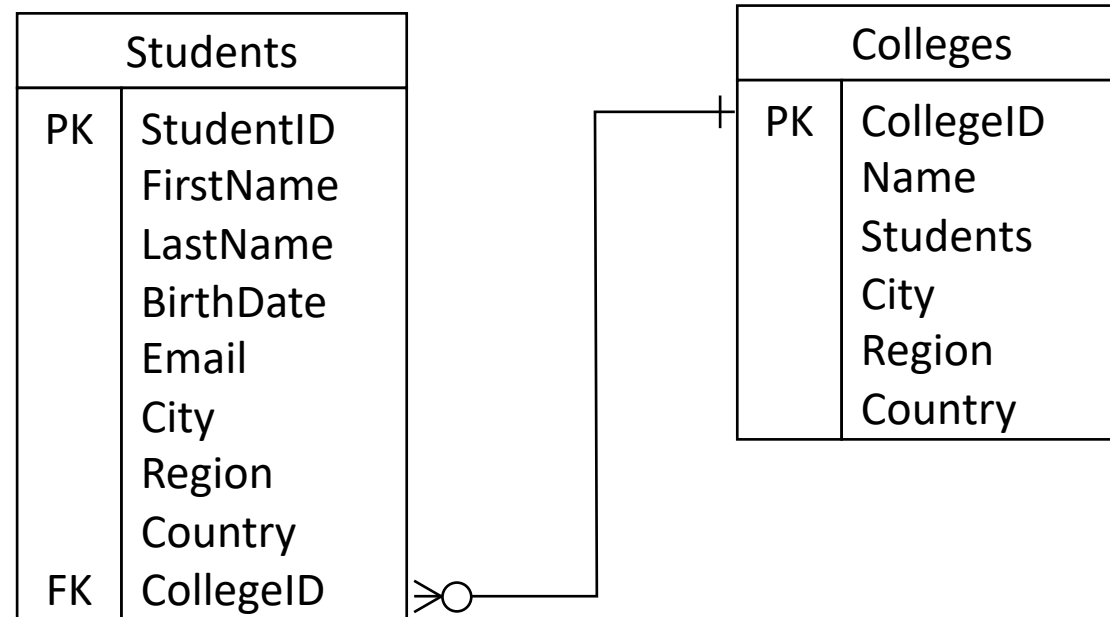 Students
PK StudentID
FirstName
LastName
BirthDate
Email
City
Region
Country
FK CollegeID
Colleges
PK CollegeID
Name
Students
City
Region
Country